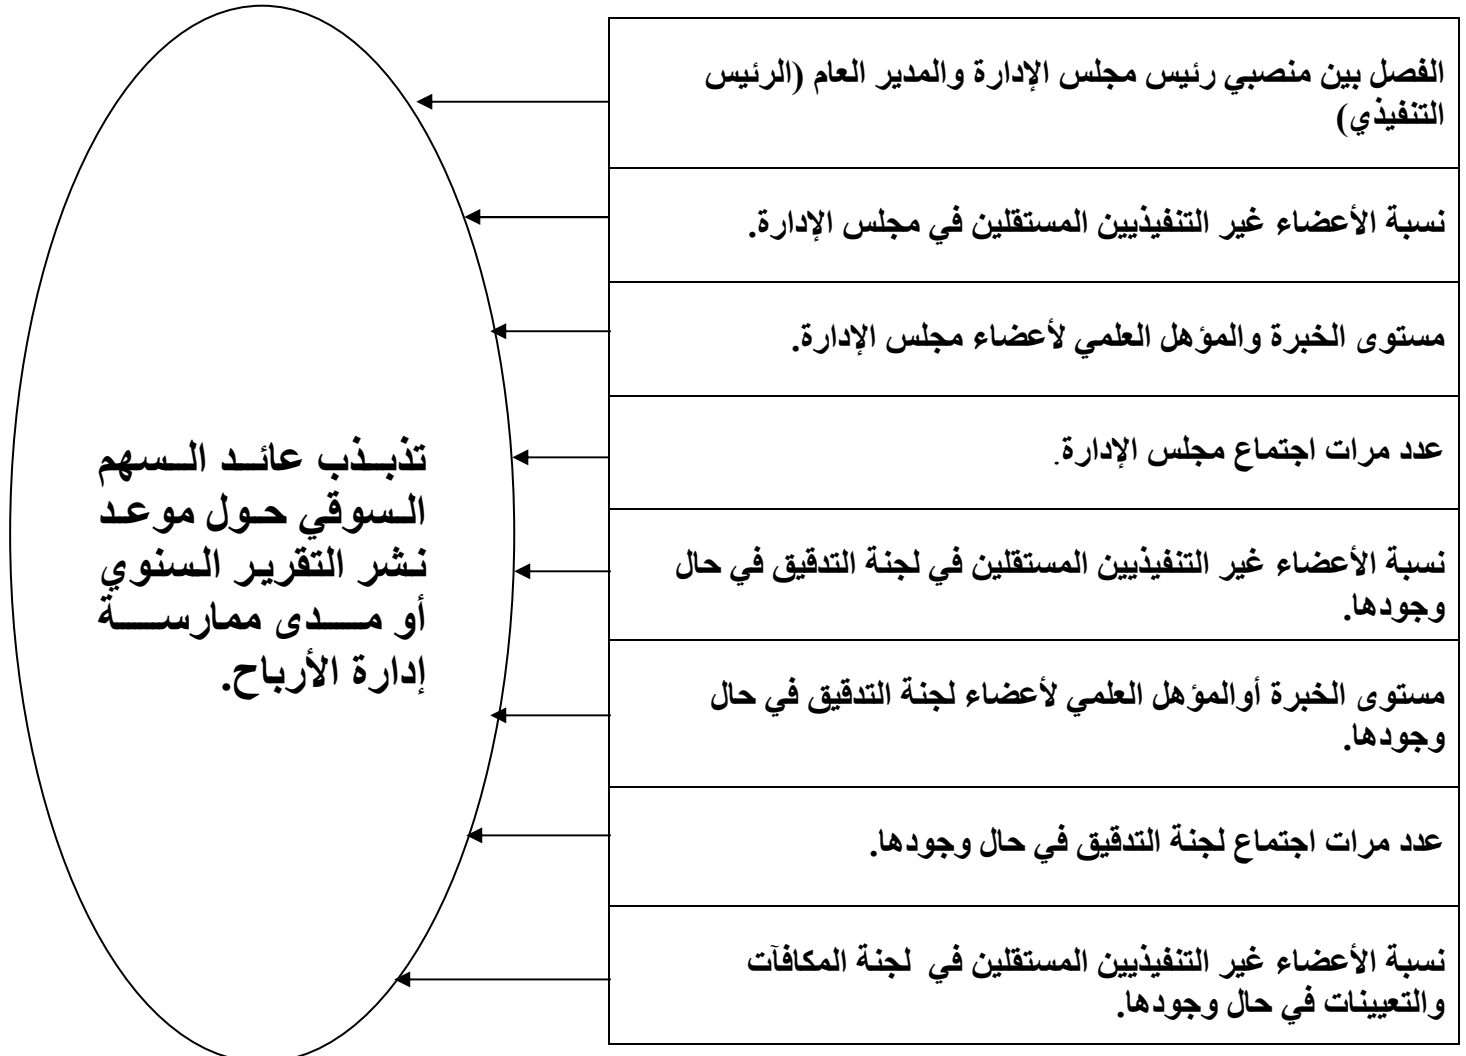 الفصل بين منصبي رئيس مجلس الإدارة والمدير العام (الرئيس
التنفيذي)
نسبة الأعضاء غير التنفيذيين المستقلين في مجلس الإدارة.
مستوى الخبرة والمؤهل العلمي لأعضاء مجلس الإدارة.
عدد مرات اجتماع مجلس الإدارة.
نسبة الأعضاء غير التنفيذيين المستقلين في لجنة التدقيق في حال
وجودها.
مستوى الخبرة أوالمؤهل العلمي لأعضاء لجنة التدقيق في حال
وجودها.
عدد مرات اجتماع لجنة التدقيق في حال وجودها.
نسبة الأعضاء غير التنفيذيين المستقلين في لجنة المكافآت
والتعيينات في حال وجودها.
تذبذب عائد السهم
السوقي حول موعد
نشر التقرير السنوي
أو مدى ممارسة
إدارة الأرباح.